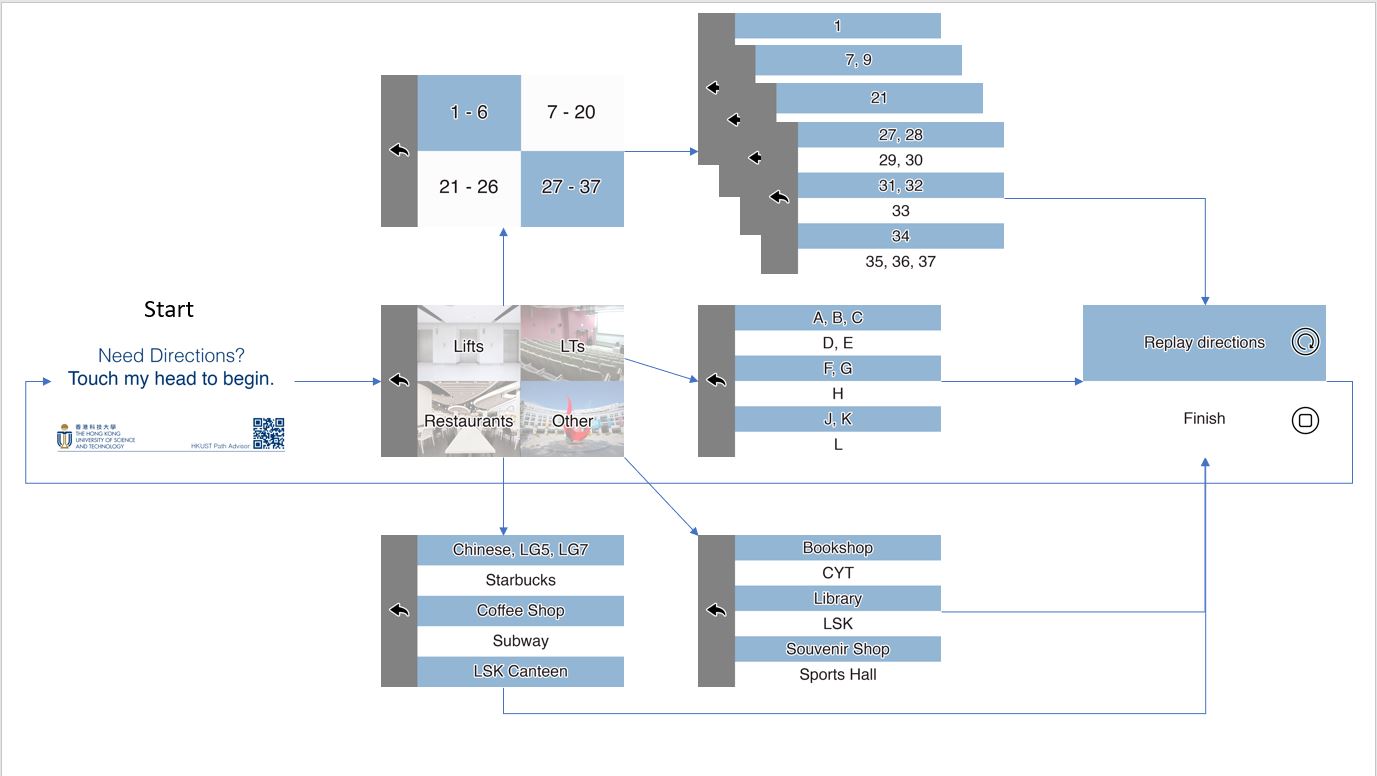 1
7, 9
21
27, 28
29, 30
31, 32
33
34
35, 36, 37
1 - 6
7 - 20
21 - 26
27 - 37
Start
Need Directions?
Touch my head to begin.
香港科技大學
THE HONG KONG
UNIVERSITY OF SCIENCE
AND TECHNOLOGY
HKUST Path Advisor
Lifts
LTs
Restaurants
Other
A, B, C
D, E
F, G
H
J, K
L
Replay directions
Finish
Chinese, LG5, LG7
Starbucks
Coffee Shop
Subway
LSK Canteen
Bookshop
CYT
Library
LSK
Souvenir Shop
Sports Hall